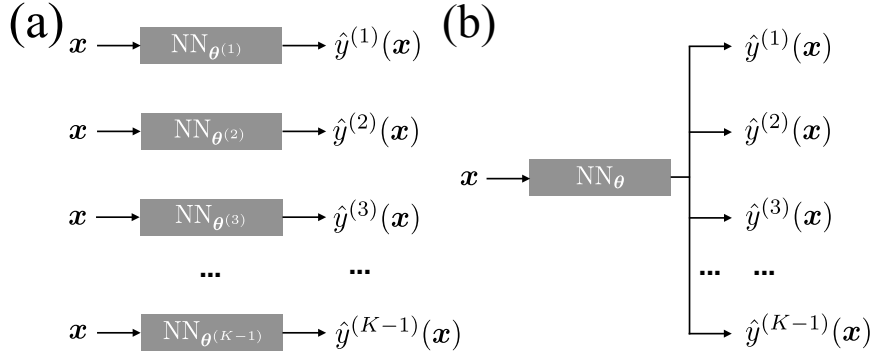 (a)
x NN_θ^(1) ŷ^(1)(x)
x NN_θ^(2) ŷ^(2)(x)
x NN_θ^(3) ŷ^(3)(x)
... ...
x NN_θ^(K−1) ŷ^(K−1)(x)
(b)
ŷ^(1)(x)
ŷ^(2)(x)
x NN_θ
ŷ^(3)(x)
... ...
ŷ^(K−1)(x)